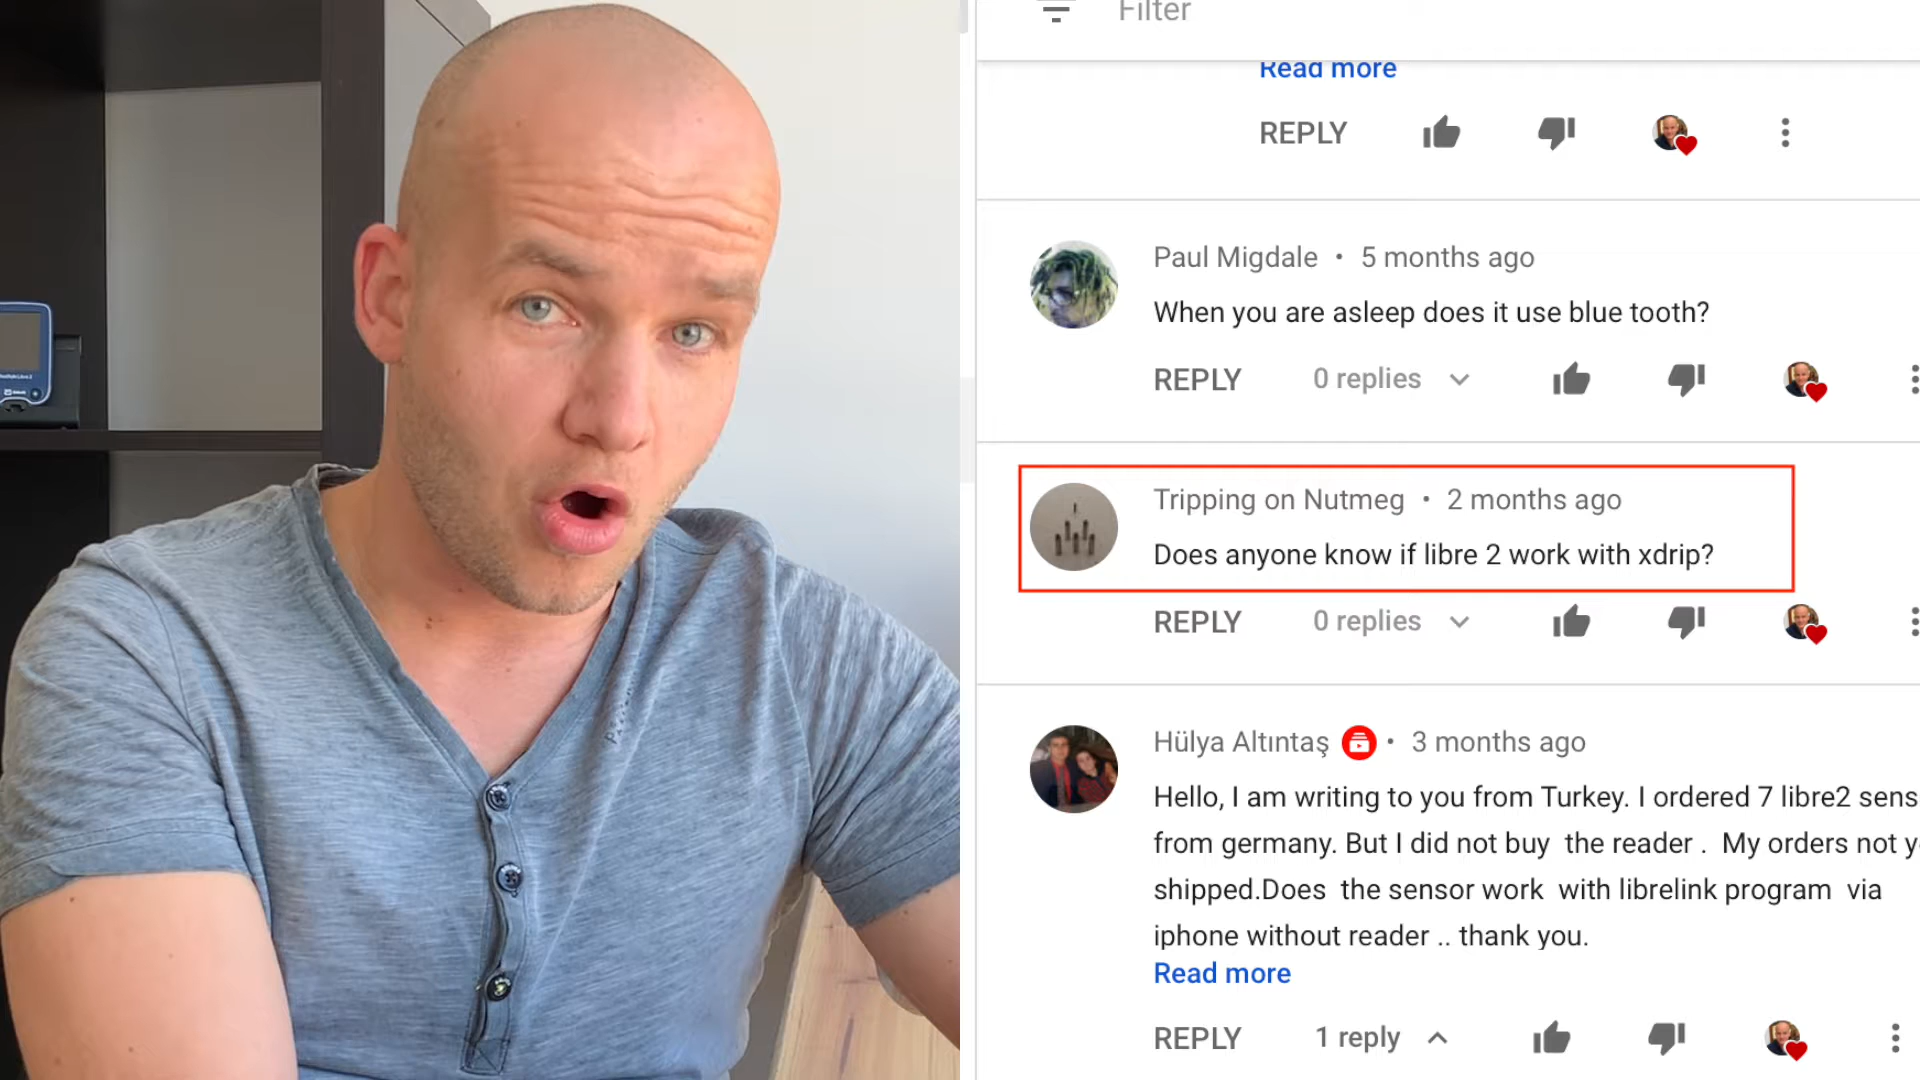 Filter
Read more
REPLY
Paul Migdale • 5 months ago
When you are asleep does it use blue tooth?
REPLY 0 replies
Tripping on Nutmeg • 2 months ago
Does anyone know if libre 2 work with xdrip?
REPLY 0 replies
Hülya Altıntaş • 3 months ago
Hello, I am writing to you from Turkey. I ordered 7 libre2 sens
from germany. But I did not buy the reader . My orders not y
shipped.Does the sensor work with librelink program via
iphone without reader .. thank you.
Read more
REPLY 1 reply